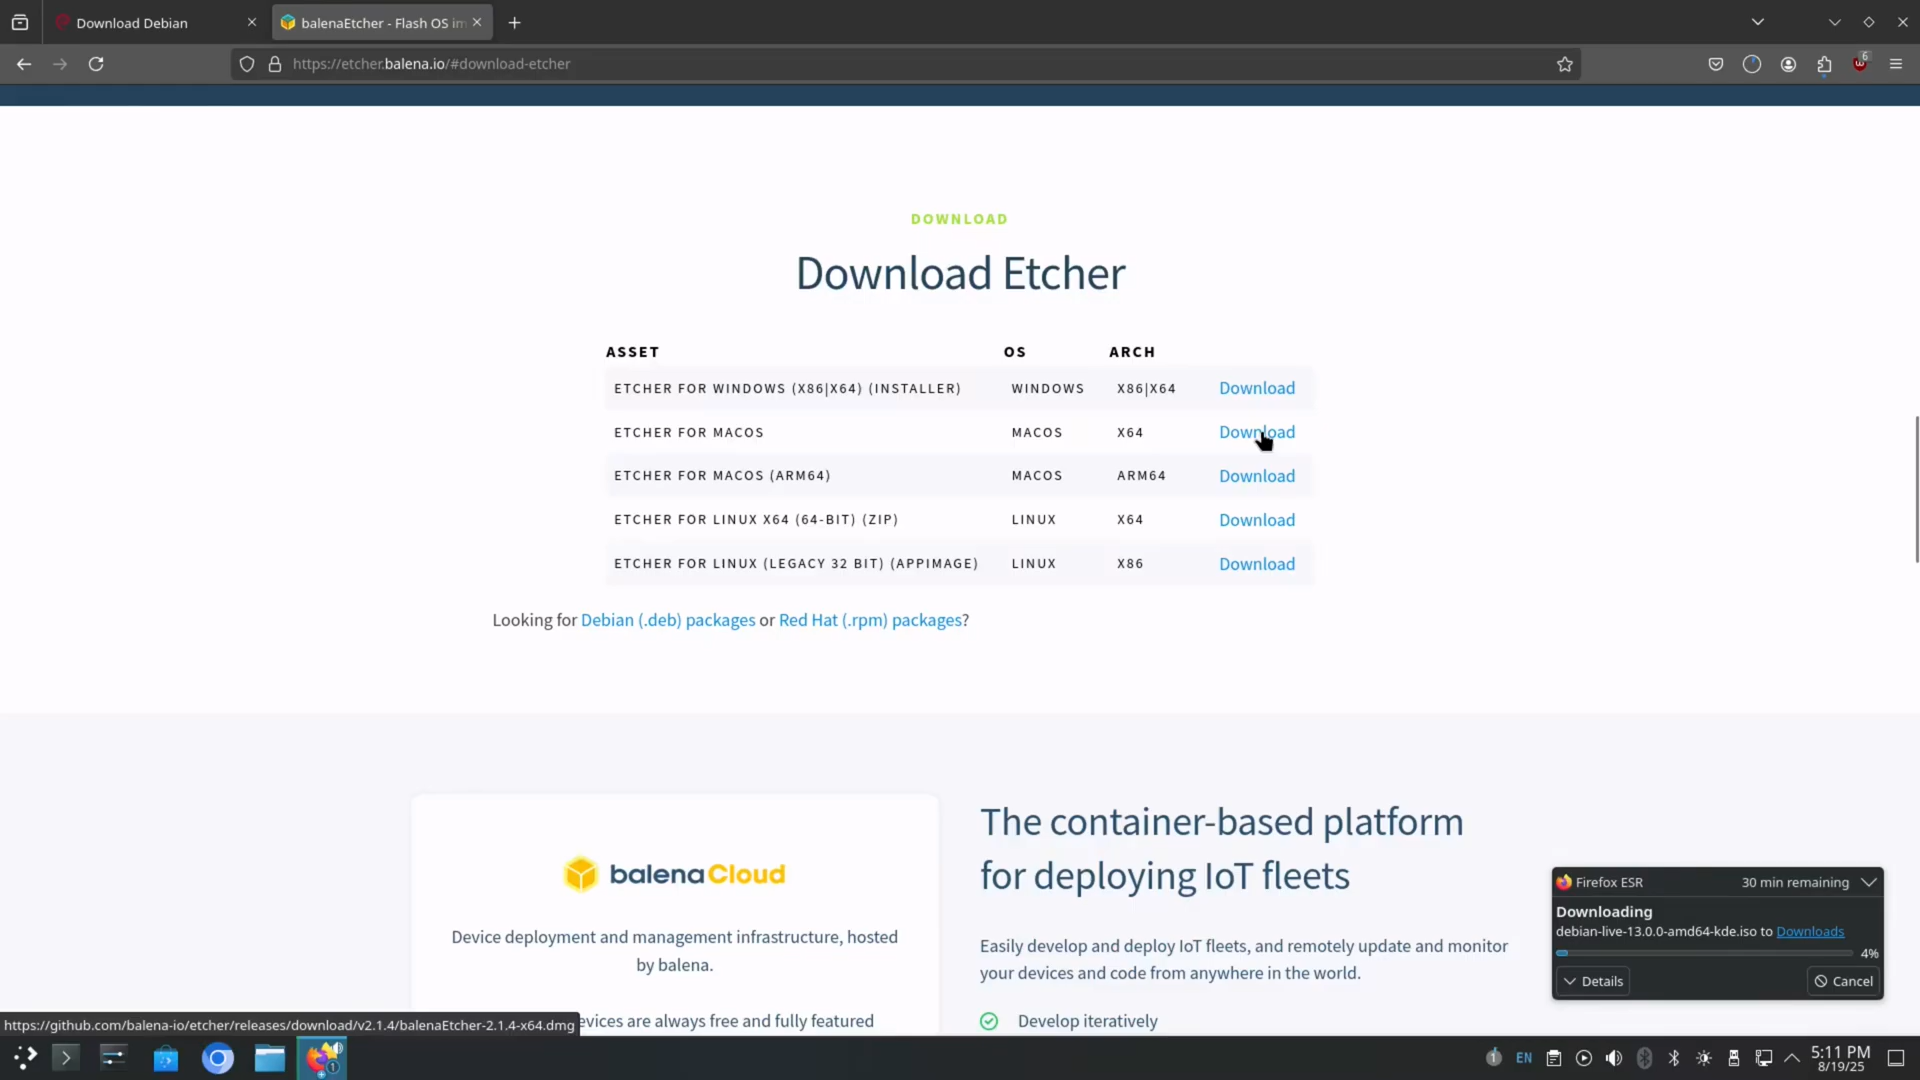 Download Debian
balenaEtcher - Flash OS im
https://etcher.balena.io/#download-etcher
6
DOWNLOAD
Download Etcher
ASSET OS ARCH
ETCHER FOR WINDOWS (X86|X64) (INSTALLER) WINDOWS X86|X64 Download
ETCHER FOR MACOS MACOS X64 Download
ETCHER FOR MACOS (ARM64) MACOS ARM64 Download
ETCHER FOR LINUX X64 (64-BIT) (ZIP) LINUX X64 Download
ETCHER FOR LINUX (LEGACY 32 BIT) (APPIMAGE) LINUX X86 Download
Looking for Debian (.deb) packages or Red Hat (.rpm) packages?
balenaCloud
Device deployment and management infrastructure, hosted
by balena.
evices are always free and fully featured
The container-based platform
for deploying IoT fleets
Easily develop and deploy IoT fleets, and remotely update and monitor
your devices and code from anywhere in the world.
Develop iteratively
Firefox ESR 30 min remaining
Downloading
debian-live-13.0.0-amd64-kde.iso to Downloads
4%
Details Cancel
https://github.com/balena-io/etcher/releases/download/v2.1.4/balenaEtcher-2.1.4-x64.dmg
1
1
EN
5:11 PM
8/19/25